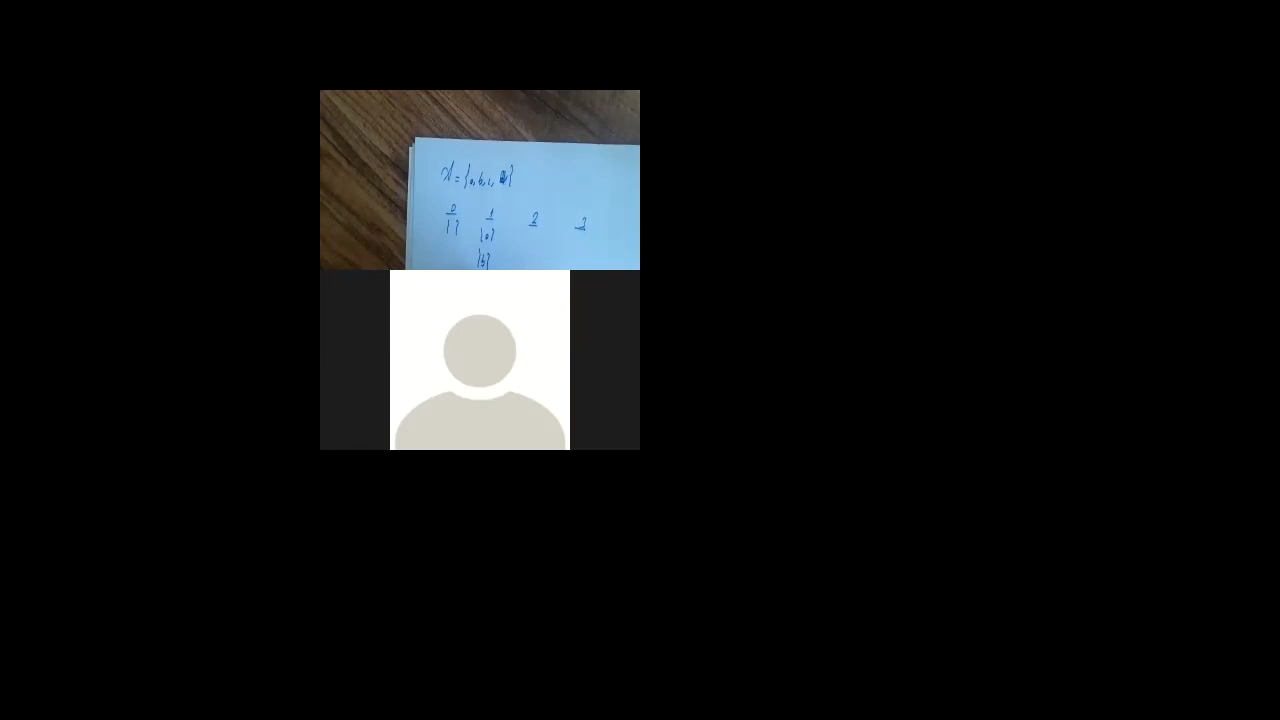 = {a, b, c, }
0 1 2 3
{ } {a}
{b}